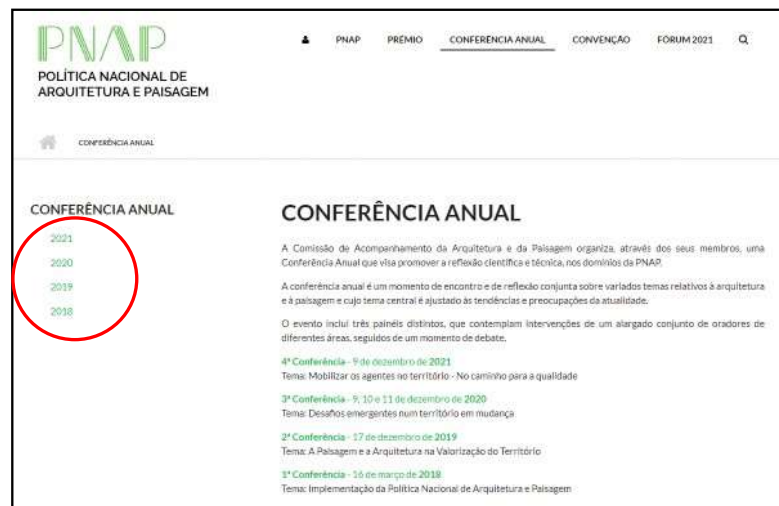 PNAP
POLÍTICA NACIONAL DE
ARQUITETURA E PAISAGEM
PNAP PRÉMIO CONFERÊNCIA ANUAL CONVENÇÃO FÓRUM 2021
CONFERÊNCIA ANUAL
CONFERÊNCIA ANUAL
2021
2020
2019
2018
CONFERÊNCIA ANUAL
A Comissão de Acompanhamento da Arquitetura e da Paisagem organiza, através dos seus membros, uma
Conferência Anual que visa promover a reflexão científica e técnica, nos domínios da PNAP.
A conferência anual é um momento de encontro e de reflexão conjunta sobre variados temas relativos à arquitetura
e à paisagem e cujo tema central é ajustado às tendências e preocupações da atualidade.
O evento inclui três painéis distintos, que contemplam intervenções de um alargado conjunto de oradores de
diferentes áreas, seguidos de um momento de debate.
4ª Conferência - 9 de dezembro de 2021
Tema: Mobilizar os agentes no território - No caminho para a qualidade
3ª Conferência - 9, 10 e 11 de dezembro de 2020
Tema: Desafios emergentes num território em mudança
2ª Conferência - 17 de dezembro de 2019
Tema: A Paisagem e a Arquitetura na Valorização do Território
1ª Conferência - 16 de março de 2018
Tema: Implementação da Política Nacional de Arquitetura e Paisagem